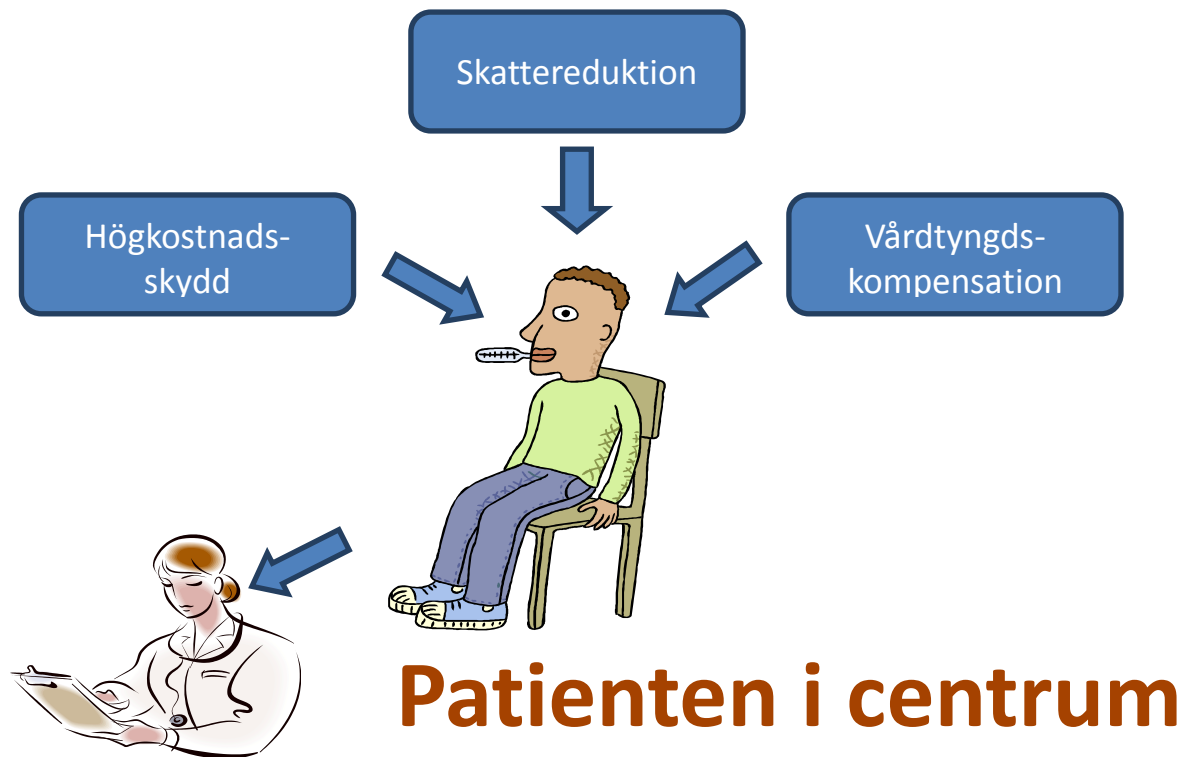 Skattereduktion
Högkostnads-
skydd
Vårdtyngds-
kompensation
Patienten i centrum